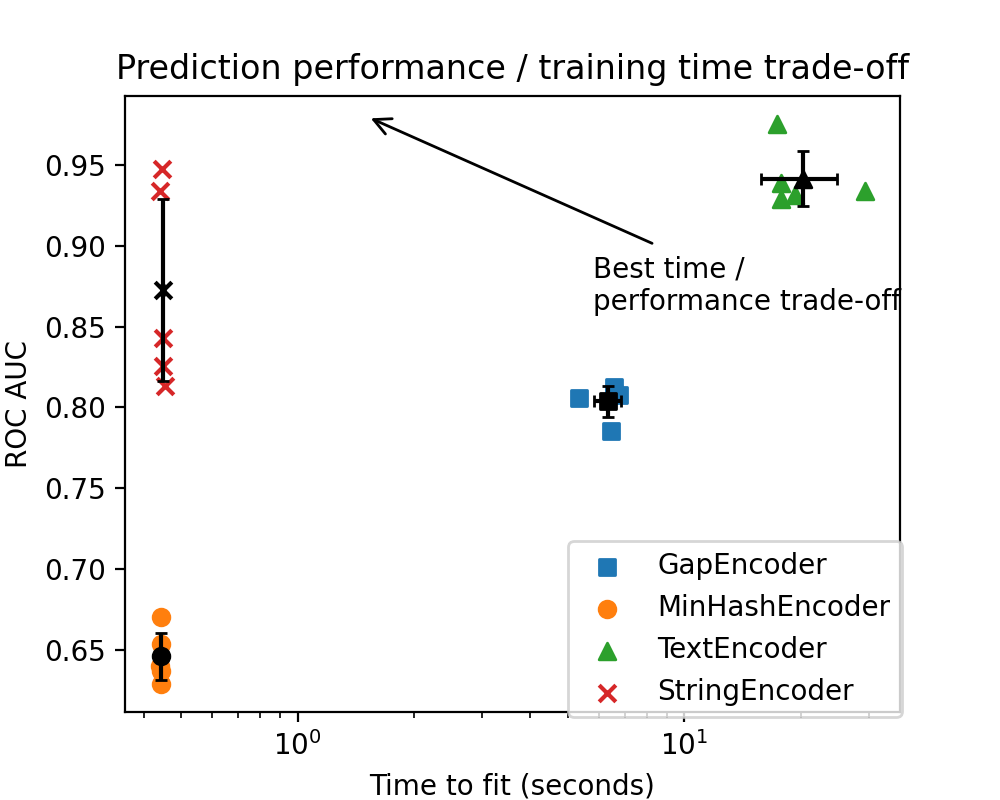 Prediction performance / training time trade-off
0.95
0.90
0.85
0.80
0.75
0.70
0.65
ROC AUC
Best time /
performance trade-off
GapEncoder
MinHashEncoder
TextEncoder
StringEncoder
10⁰
10¹
Time to fit (seconds)